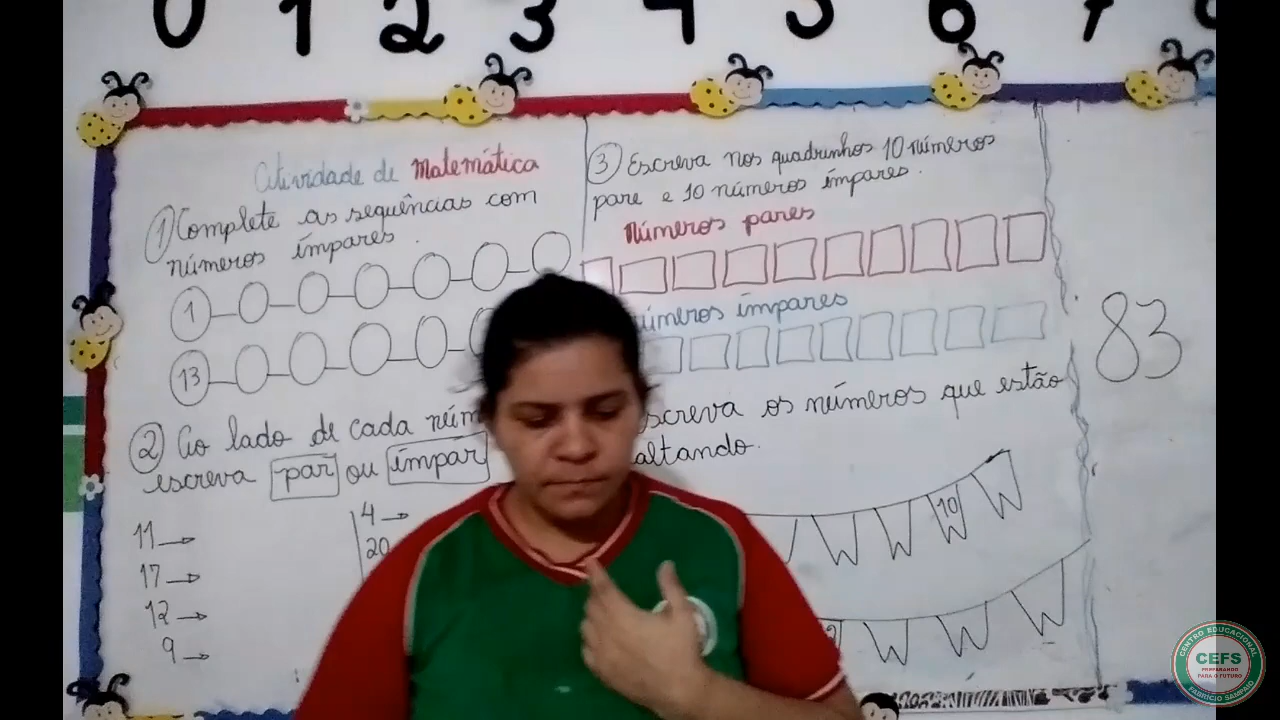 0 1 2 3 4 5 6 7
Atividade de Matemática
1 Complete as sequências com
números ímpares.
1
13
2 Ao lado de cada núm
escreva par ou ímpar
11 →
17 →
12 →
9 →
4 →
20
3 Escreva nos quadrinhos 10 números
pare e 10 números ímpares.
Números pares
úmeros ímpares
screva os números que estão
altando.
10
83
CENTRO EDUCACIONAL
CEFS
PREPARANDO
PARA O FUTURO
FABRÍCIO SAMPAIO